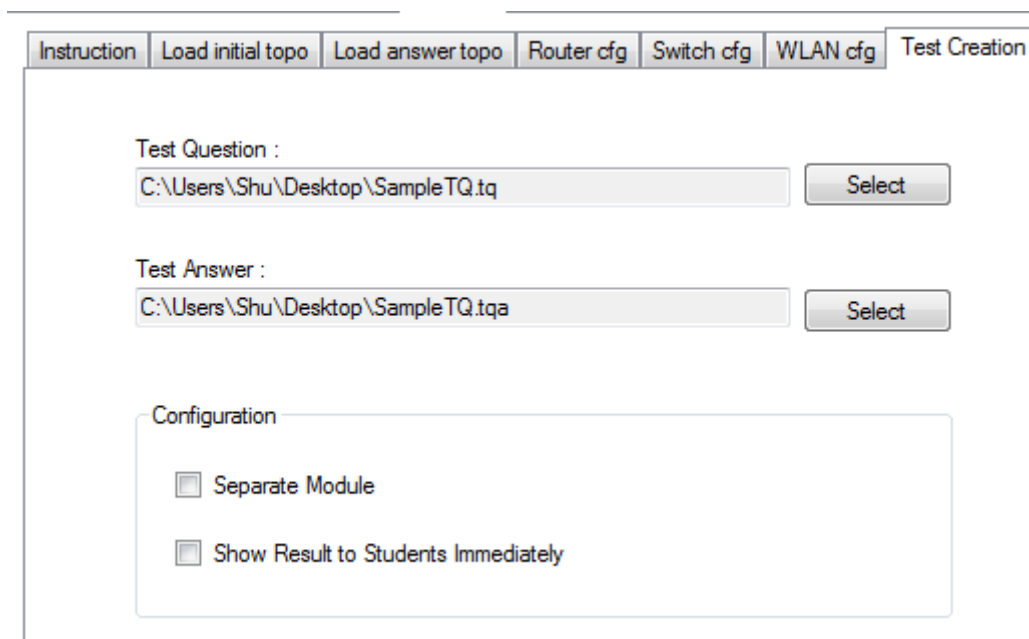 Instruction Load initial topo Load answer topo Router cfg Switch cfg WLAN cfg Test Creation
Test Question :
C:\Users\Shu\Desktop\SampleTQ.tq Select
Test Answer :
C:\Users\Shu\Desktop\SampleTQ.tqa Select
Configuration
Separate Module
Show Result to Students Immediately